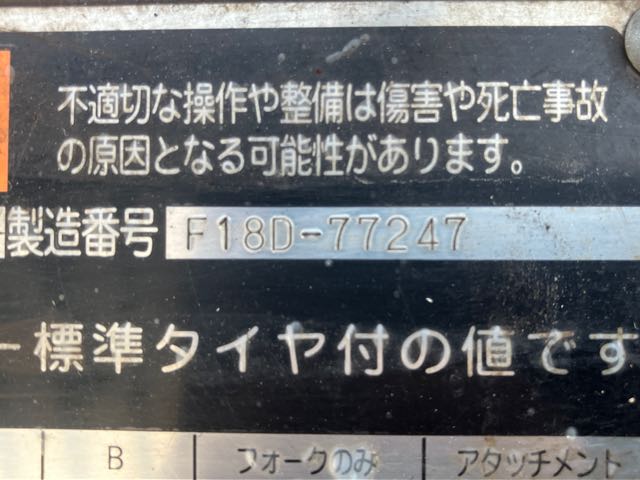 不適切な操作や整備は傷害や死亡事故
の原因となる可能性があります。
製造番号 F18D-77247
ー標準タイヤ付の値です
B フォークのみ アタッチメント